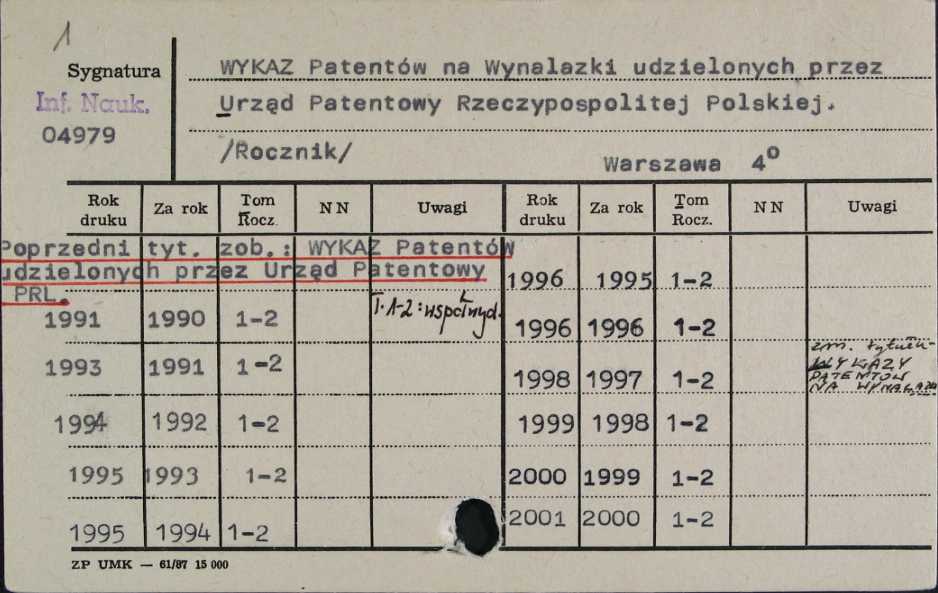 1
Sygnatura
Inf. Nauk.
04979
WYKAZ Patentów na Wynalazki udzielonych przez
Urząd Patentowy Rzeczypospolitej Polskiej.
/Rocznik/
Warszawa 4º
Rok druku Za rok Tom Rocz. NN Uwagi Rok druku Za rok Tom Rocz. NN Uwagi
Poprzedni tyt. zob.: WYKAZ Patentów
udzielonych przez Urząd Patentowy
PRL.
1991 1990 1-2 T. 1-2: wspólnyd.
1993 1991 1-2
1994 1992 1-2
1995 1993 1-2
1995 1994 1-2
1996 1995 1-2
1996 1996 1-2
1998 1997 1-2 zm. tytułu
WYKAZY
PATENTÓW
NA WYNALAZKI
1999 1998 1-2
2000 1999 1-2
2001 2000 1-2
ZP UMK — 61/87 15 000